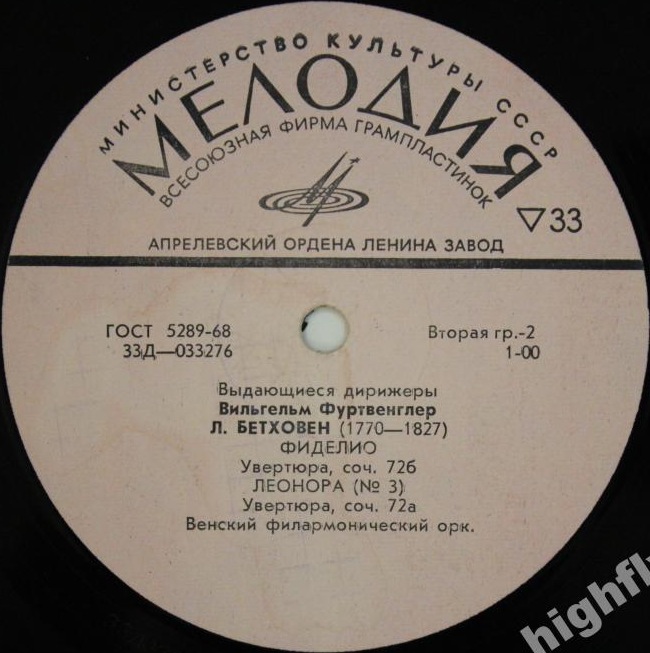 МИНИСТЕРСТВО КУЛЬТУРЫ СССР
МЕЛОДИЯ
ВСЕСОЮЗНАЯ ФИРМА ГРАМПЛАСТИНОК
▽33
АПРЕЛЕВСКИЙ ОРДЕНА ЛЕНИНА ЗАВОД
ГОСТ 5289-68
Вторая гр.-2
33Д—033276
1-00
Выдающиеся дирижеры
Вильгельм Фуртвенглер
Л. БЕТХОВЕН (1770—1827)
ФИДЕЛИО
Увертюра, соч. 72б
ЛЕОНОРА (№ 3)
Увертюра, соч. 72а
Венский филармонический орк.